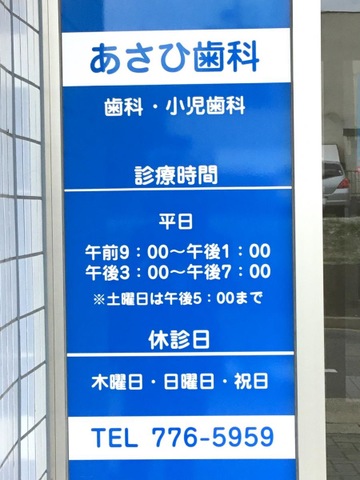 あさひ歯科
歯科・小児歯科
診療時間
平日
午前9：00〜午後1：00
午後3：00〜午後7：00
※土曜日は午後5：00まで
休診日
木曜日・日曜日・祝日
TEL 776-5959